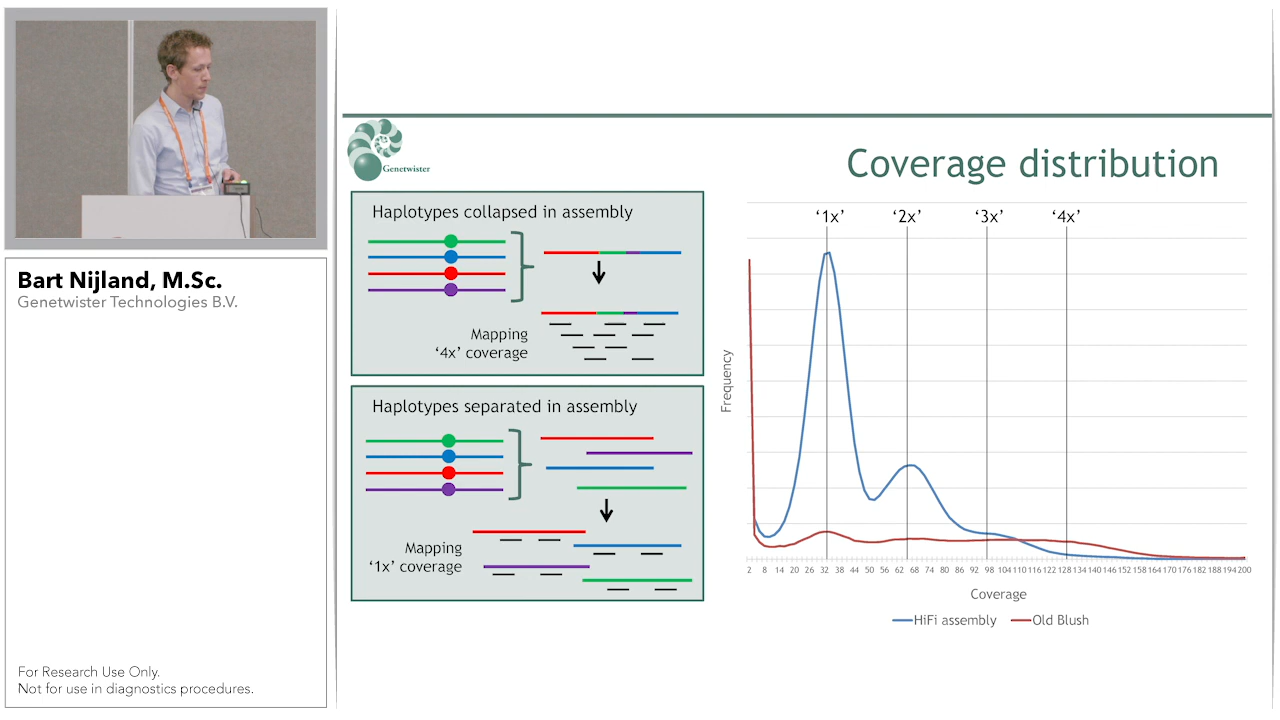 Bart Nijland, M.Sc.
Genetwister Technologies B.V.
For Research Use Only.
Not for use in diagnostics procedures.
Genetwister
Coverage distribution
Haplotypes collapsed in assembly
Mapping
‘4x’ coverage
Haplotypes separated in assembly
Mapping
‘1x’ coverage
‘1x’ ‘2x’ ‘3x’ ‘4x’
Frequency
2 8 14 20 26 32 38 44 50 56 62 68 74 80 86 92 98 104 110 116 122 128 134 140 146 152 158 164 170 176 182 188 194 200
Coverage
HiFi assembly Old Blush